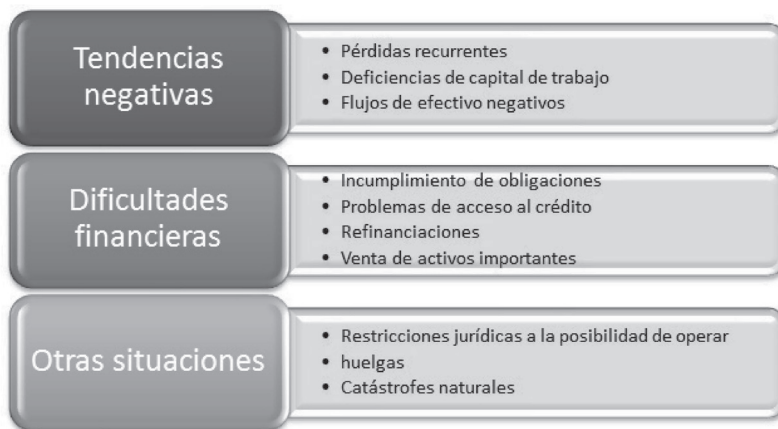 Tendencias
negativas
• Pérdidas recurrentes
• Deficiencias de capital de trabajo
• Flujos de efectivo negativos
Dificultades
financieras
• Incumplimiento de obligaciones
• Problemas de acceso al crédito
• Refinanciaciones
• Venta de activos importantes
Otras situaciones
• Restricciones jurídicas a la posibilidad de operar
• huelgas
• Catástrofes naturales